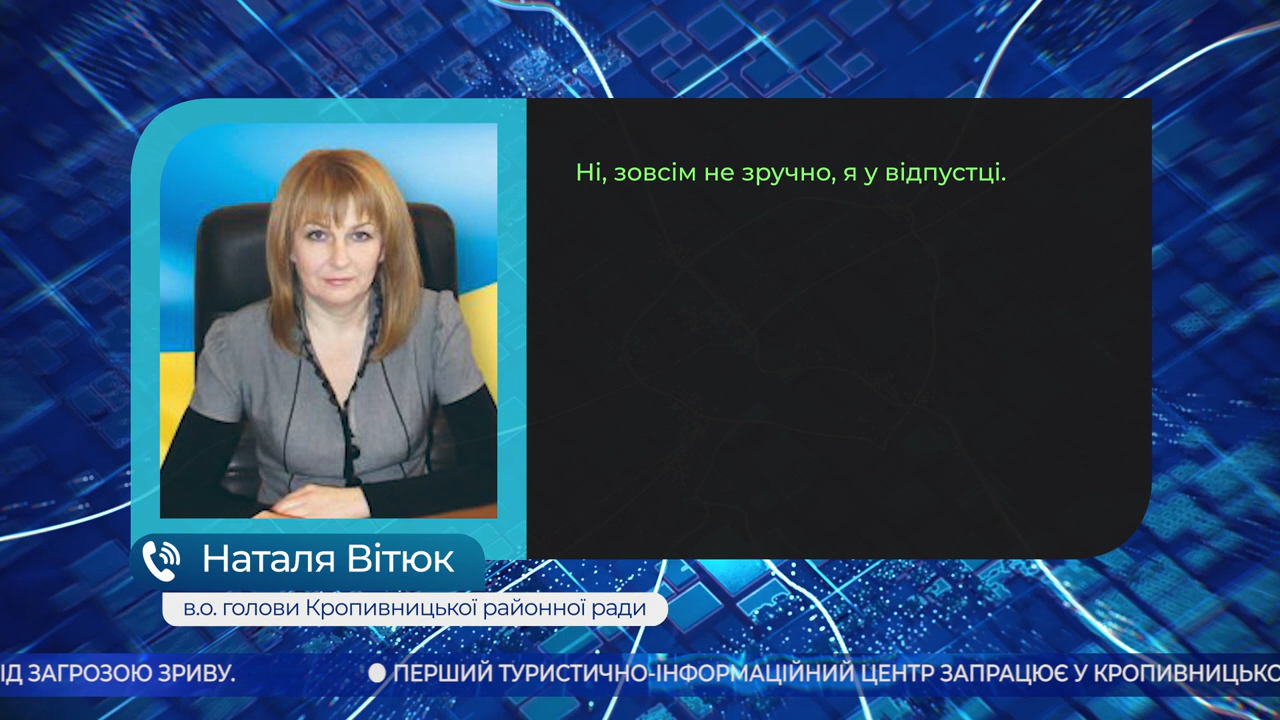 Ні, зовсім не зручно, я у відпустці.
Наталя Вітюк
в.о. голови Кропивницької районної ради
ІД ЗАГРОЗОЮ ЗРИВУ.
ПЕРШИЙ ТУРИСТИЧНО-ІНФОРМАЦІЙНИЙ ЦЕНТР ЗАПРАЦЮЄ У КРОПИВНИЦЬКО